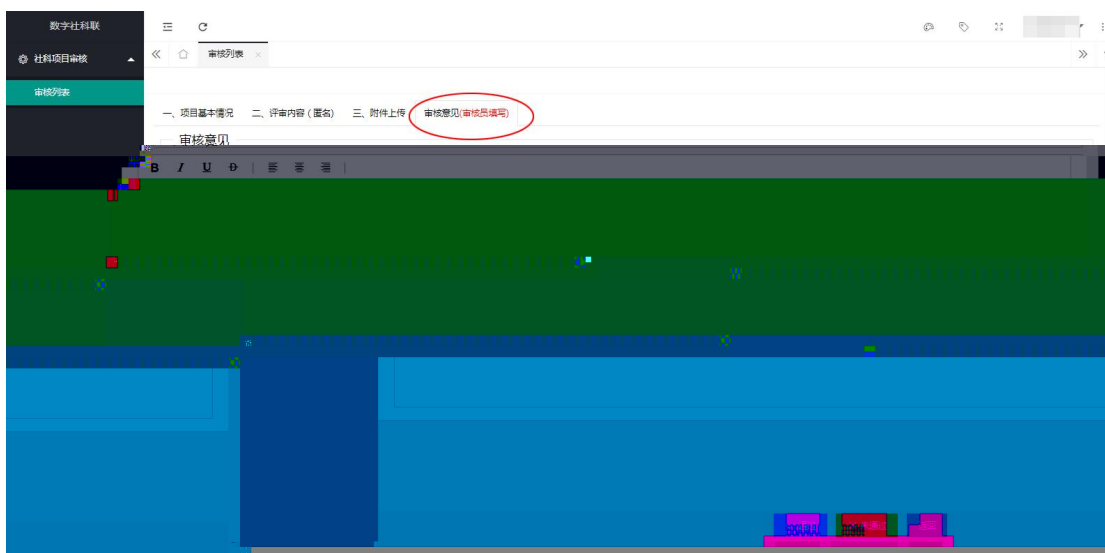 数字社科联
社科项目审核
审核列表
审核列表
一、项目基本情况 二、评审内容（匿名） 三、附件上传 审核意见(审核员填写)
审核意见
B I U